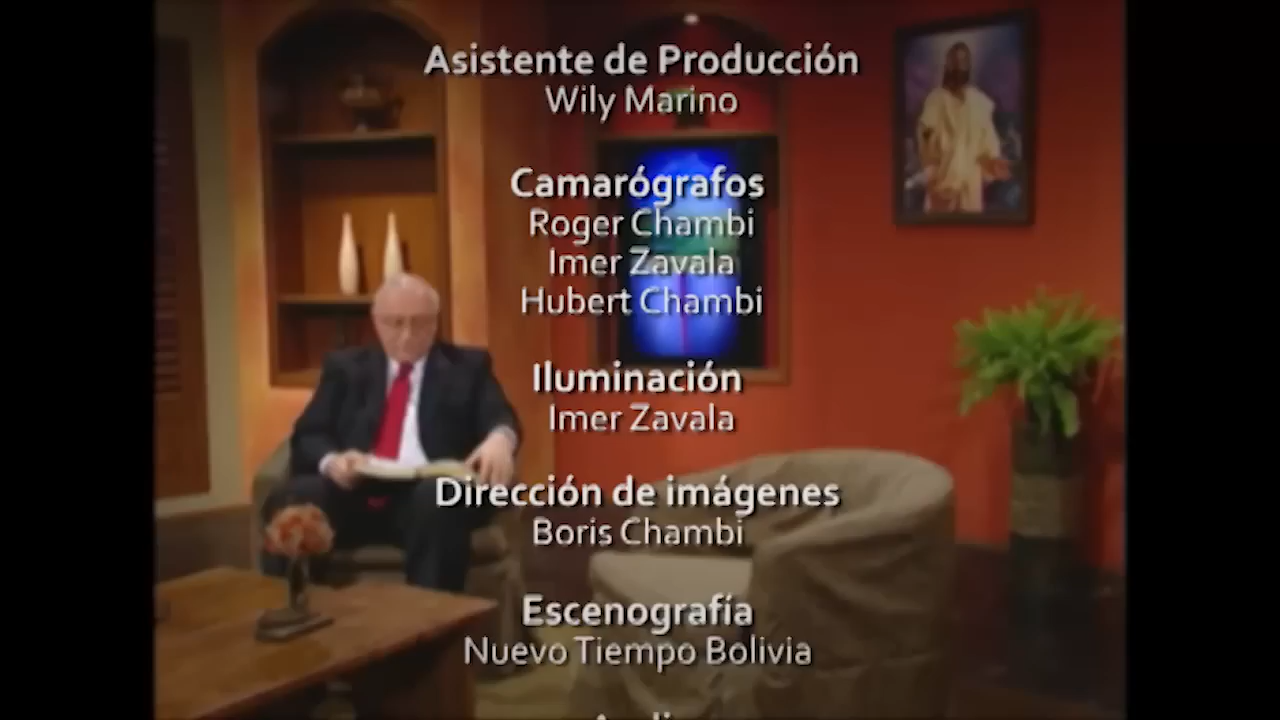 Asistente de Producción
Wily Marino
Camarógrafos
Roger Chambi
Imer Zavala
Hubert Chambi
Iluminación
Imer Zavala
Dirección de imágenes
Boris Chambi
Escenografía
Nuevo Tiempo Bolivia